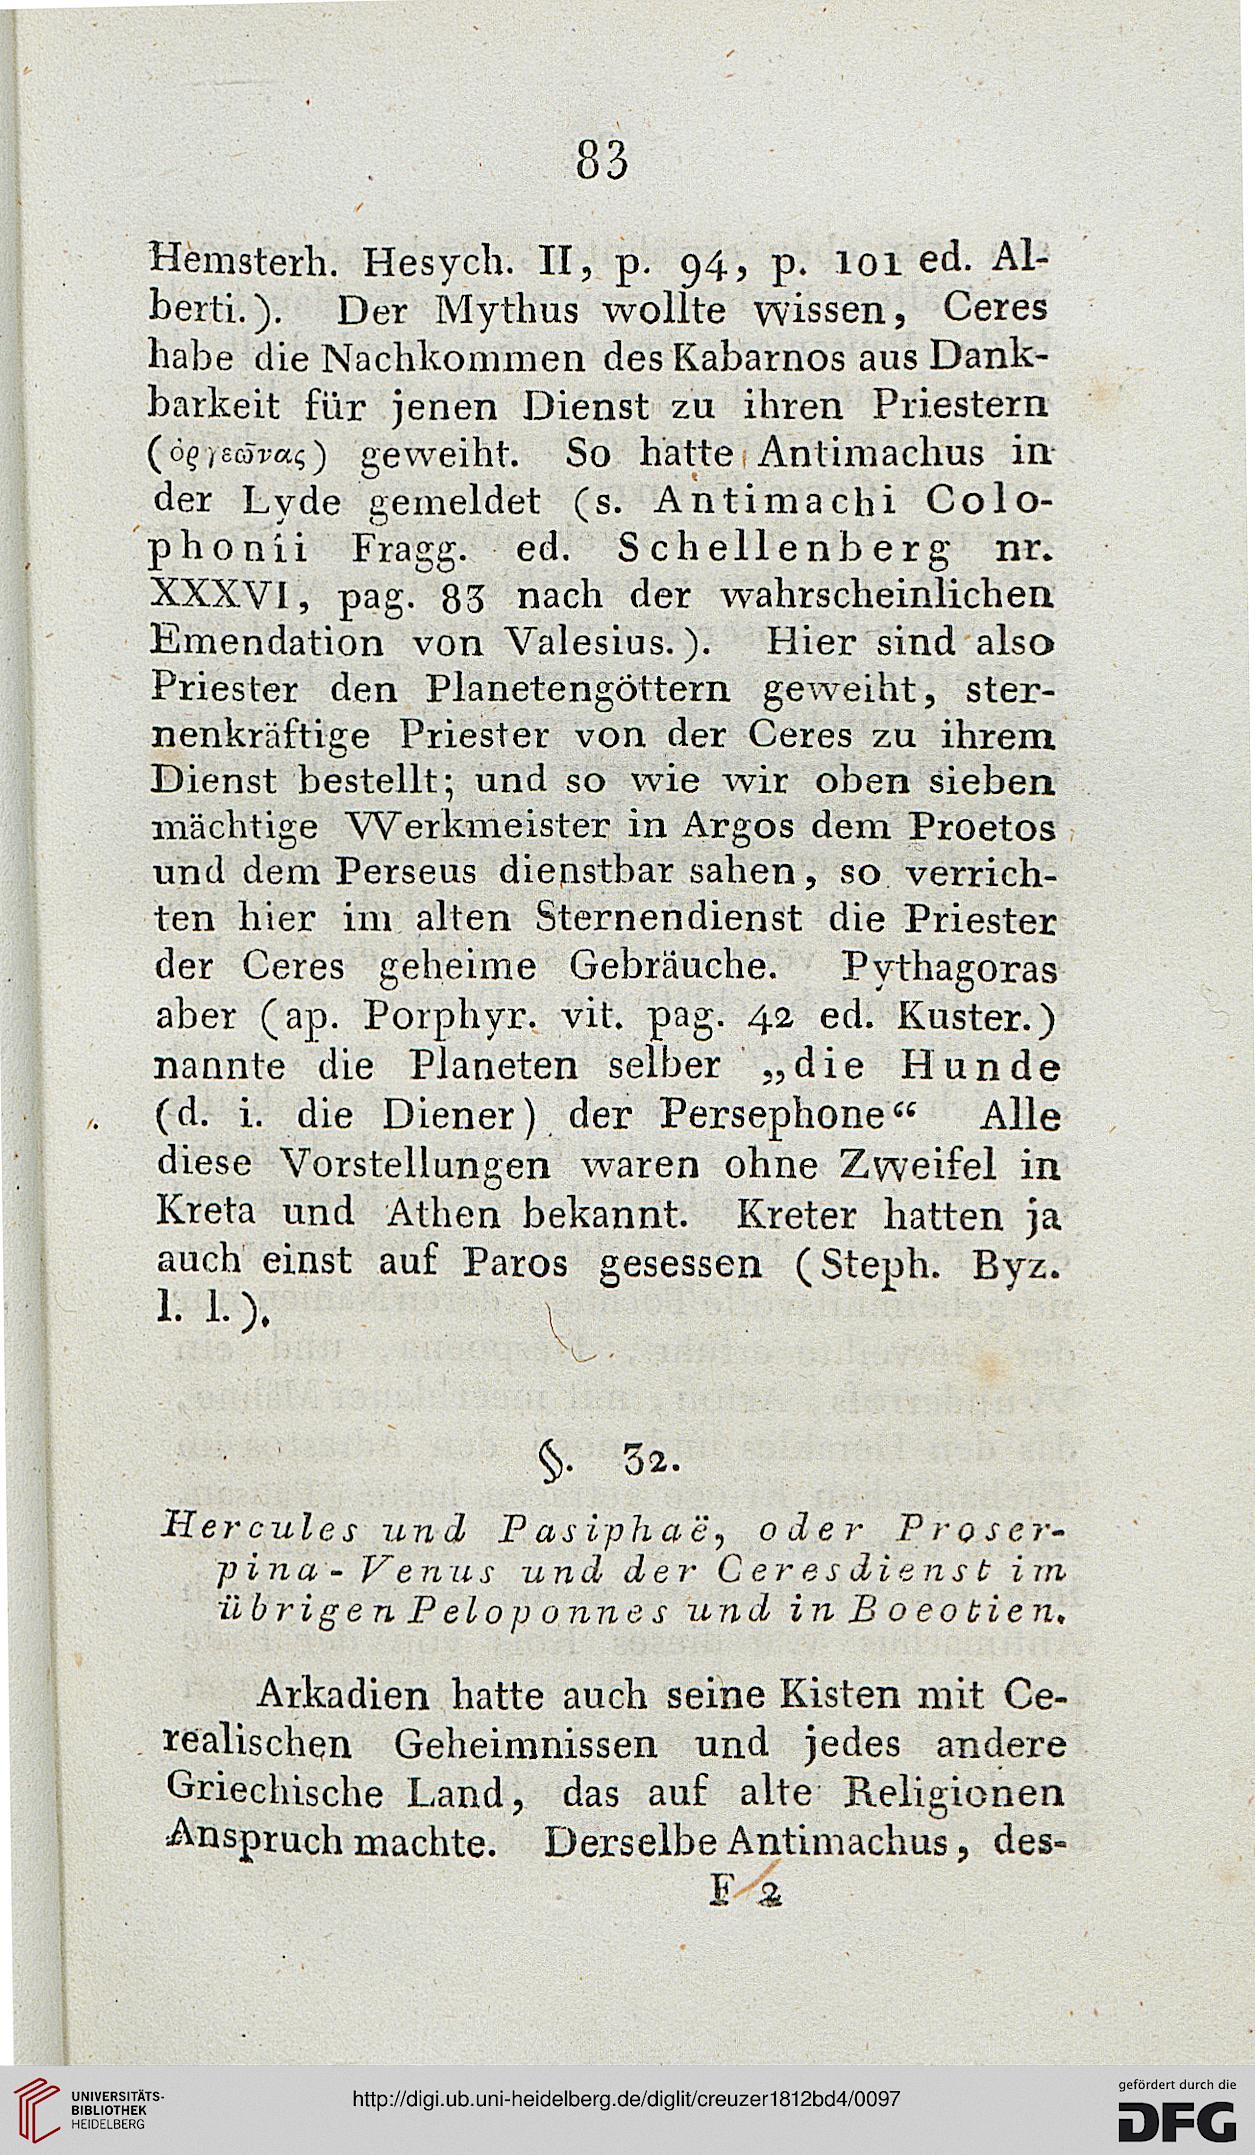 83
Hemsterh. Hesych. II, p. 94, p. 101 ed. Al-
berti.). Der Mythus wollte wissen, Ceres
habe die Nachkommen des Kabarnos aus Dank-
barkeit für jenen Dienst zu ihren Priestern
(ὀργεῶνας) geweiht. So hatte Antimachus in
der Lyde gemeldet (s. Antimachi Colo-
phonii Fragg. ed. Schellenberg nr.
XXXVI, pag. 83 nach der wahrscheinlichen
Emendation von Valesius.). Hier sind also
Priester den Planetengöttern geweiht, ster-
nenkräftige Priester von der Ceres zu ihrem
Dienst bestellt; und so wie wir oben sieben
mächtige Werkmeister in Argos dem Proetos
und dem Perseus dienstbar sahen, so verrich-
ten hier im alten Sternendienst die Priester
der Ceres geheime Gebräuche. Pythagoras
aber (ap. Porphyr. vit. pag. 42 ed. Kuster.)
nannte die Planeten selber „die Hunde
(d. i. die Diener) der Persephone“ Alle
diese Vorstellungen waren ohne Zweifel in
Kreta und Athen bekannt. Kreter hatten ja
auch einst auf Paros gesessen (Steph. Byz.
l. l.).
§. 32.
Hercules und Pasiphaë, oder Proser-
pina-Venus und der Ceresdienst im
übrigen Peloponnes und in Boeotien.
Arkadien hatte auch seine Kisten mit Ce-
realischen Geheimnissen und jedes andere
Griechische Land, das auf alte Religionen
Anspruch machte. Derselbe Antimachus, des-
F 2
UNIVERSITÄTS-
BIBLIOTHEK
HEIDELBERG
http://digi.ub.uni-heidelberg.de/diglit/creuzer1812bd4/0097
gefördert durch die
DFG